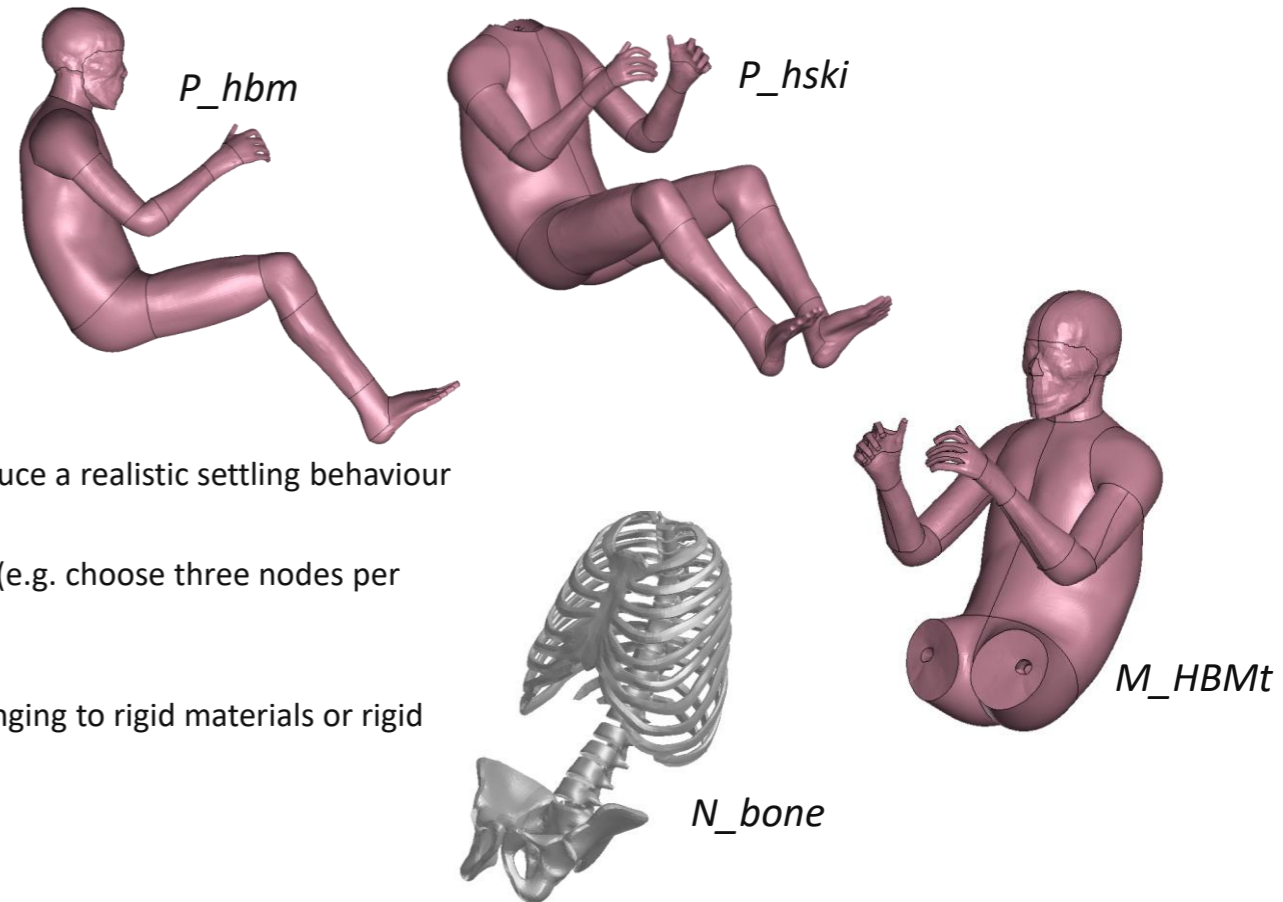 P_hbm
P_hski
uce a realistic settling behaviour
(e.g. choose three nodes per
M_HBMt
nging to rigid materials or rigid
N_bone